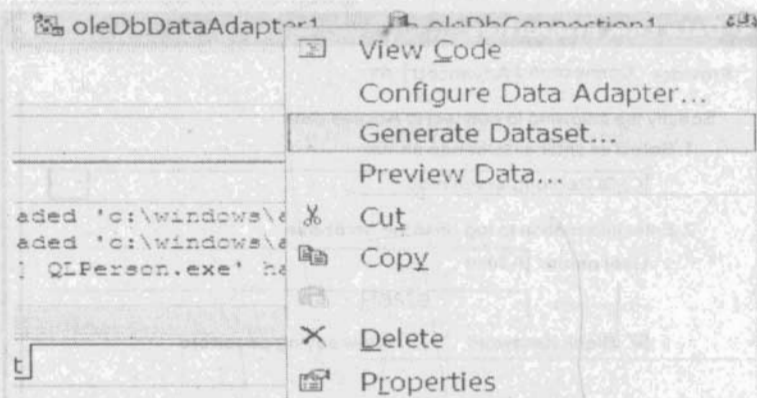 oleDbDataAdapter1 oleDbConnection1
View Code
Configure Data Adapter...
Generate Dataset...
Preview Data...
Cut
Copy
Delete
Properties
aded 'c:\windows\a
aded 'c:\windows\a
] QLPerson.exe' ha
t